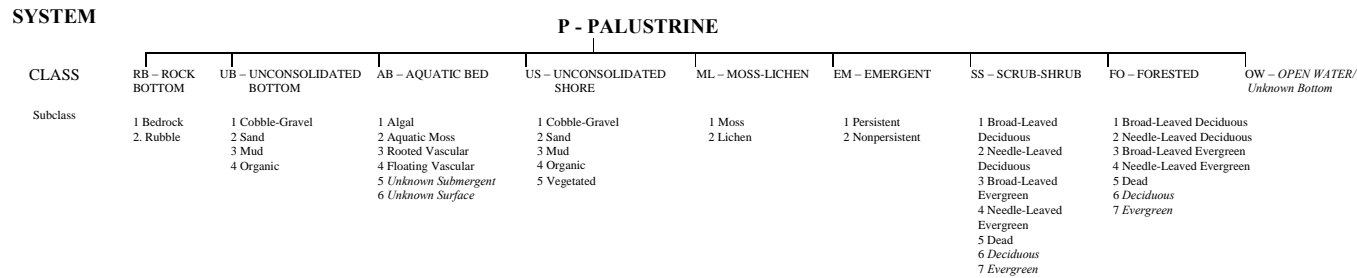 SYSTEM
P - PALUSTRINE
CLASS
RB – ROCK
BOTTOM
UB – UNCONSOLIDATED
BOTTOM
AB – AQUATIC BED
US – UNCONSOLIDATED
SHORE
ML – MOSS-LICHEN
EM – EMERGENT
SS – SCRUB-SHRUB
FO – FORESTED
OW – OPEN WATER/
Unknown Bottom
Subclass
1 Bedrock
2. Rubble
1 Cobble-Gravel
2 Sand
3 Mud
4 Organic
1 Algal
2 Aquatic Moss
3 Rooted Vascular
4 Floating Vascular
5 Unknown Submergent
6 Unknown Surface
1 Cobble-Gravel
2 Sand
3 Mud
4 Organic
5 Vegetated
1 Moss
2 Lichen
1 Persistent
2 Nonpersistent
1 Broad-Leaved
Deciduous
2 Needle-Leaved
Deciduous
3 Broad-Leaved
Evergreen
4 Needle-Leaved
Evergreen
5 Dead
6 Deciduous
7 Evergreen
1 Broad-Leaved Deciduous
2 Needle-Leaved Deciduous
3 Broad-Leaved Evergreen
4 Needle-Leaved Evergreen
5 Dead
6 Deciduous
7 Evergreen